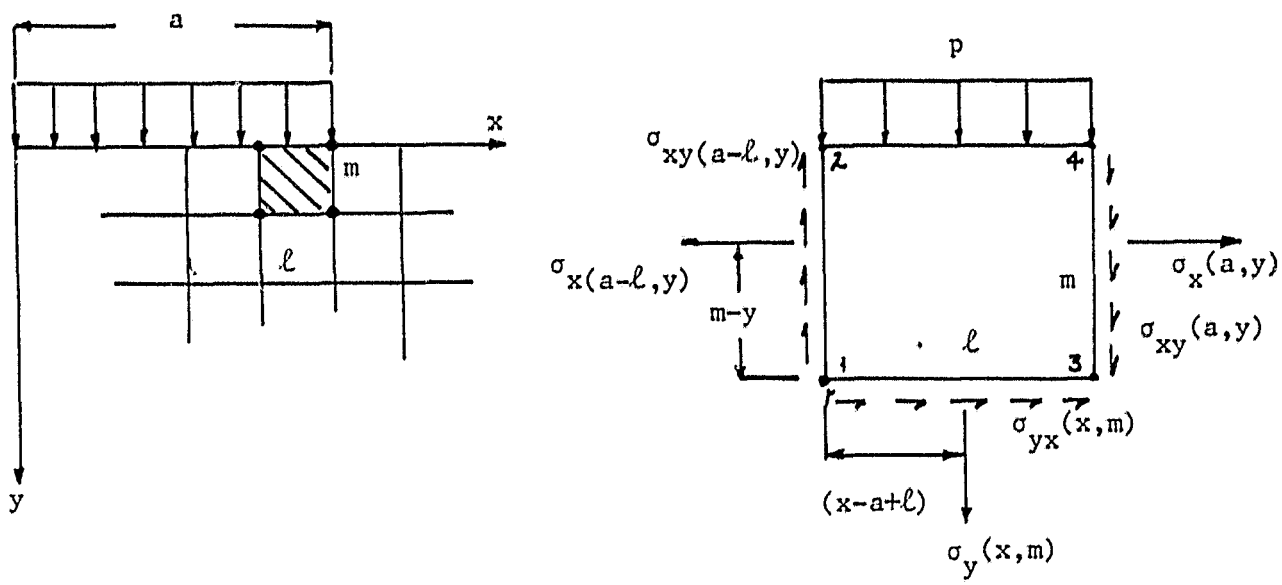 a
x
m
ℓ
y
p
σxy(a-ℓ,y)
2
4
σx(a-ℓ,y)
σx(a,y)
m-y
m
σxy(a,y)
1
ℓ
3
σyx(x,m)
(x-a+ℓ)
σy(x,m)